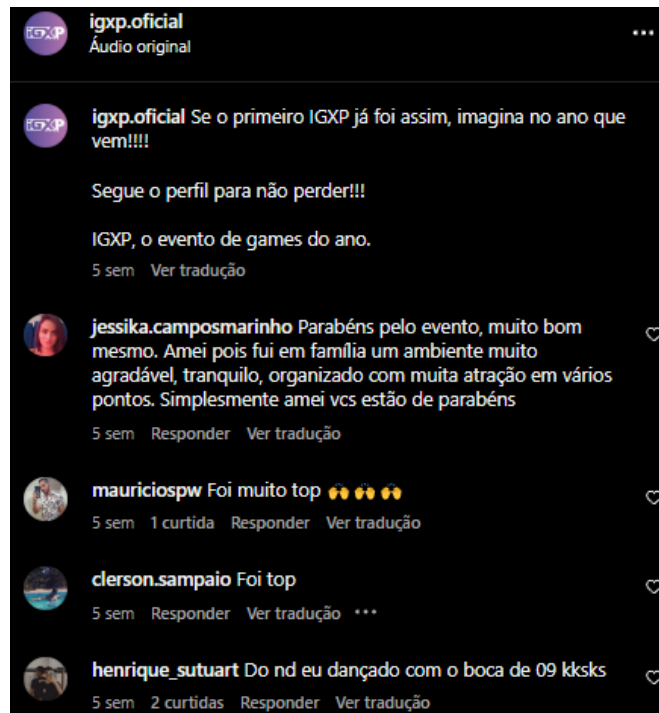 iGXP
igxp.oficial
Áudio original
iGXP
igxp.oficial Se o primeiro IGXP já foi assim, imagina no ano que
vem!!!!
Segue o perfil para não perder!!!
IGXP, o evento de games do ano.
5 sem Ver tradução
jessika.camposmarinho Parabéns pelo evento, muito bom
mesmo. Amei pois fui em família um ambiente muito
agradável, tranquilo, organizado com muita atração em vários
pontos. Simplesmente amei vcs estão de parabéns
5 sem Responder Ver tradução
mauriciospw Foi muito top 🙌 🙌 🙌
5 sem 1 curtida Responder Ver tradução
clerson.sampaio Foi top
5 sem Responder Ver tradução
henrique_sutuart Do nd eu dançado com o boca de 09 kksks
5 sem 2 curtidas Responder Ver tradução